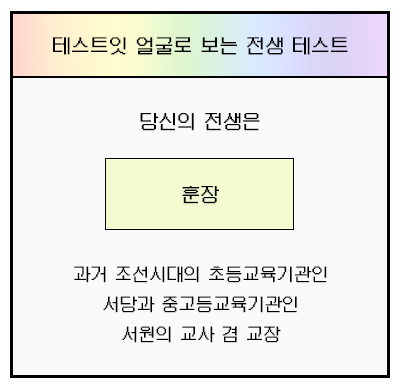 테스트잇 얼굴로 보는 전생 테스트
당신의 전생은
훈장
과거 조선시대의 초등교육기관인
서당과 중고등교육기관인
서원의 교사 겸 교장